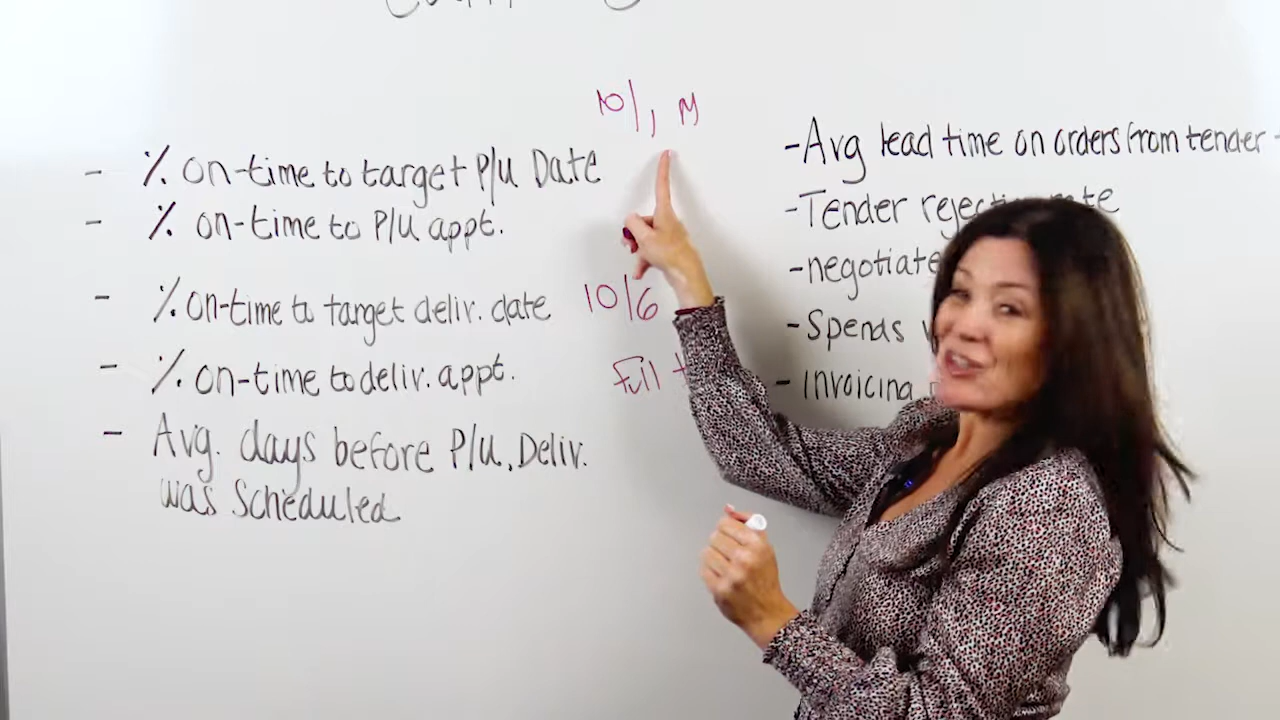 - % on-time to target P/U Date
- % on-time to P/U appt.
- % on-time to target deliv. date 10/6
- % on-time to deliv. appt. Full
- Avg. days before P/U, Deliv.
was Scheduled
10/1 M
- Avg lead time on orders from tender -
- Tender rate
- negotiate
- Spends
- Invoicing